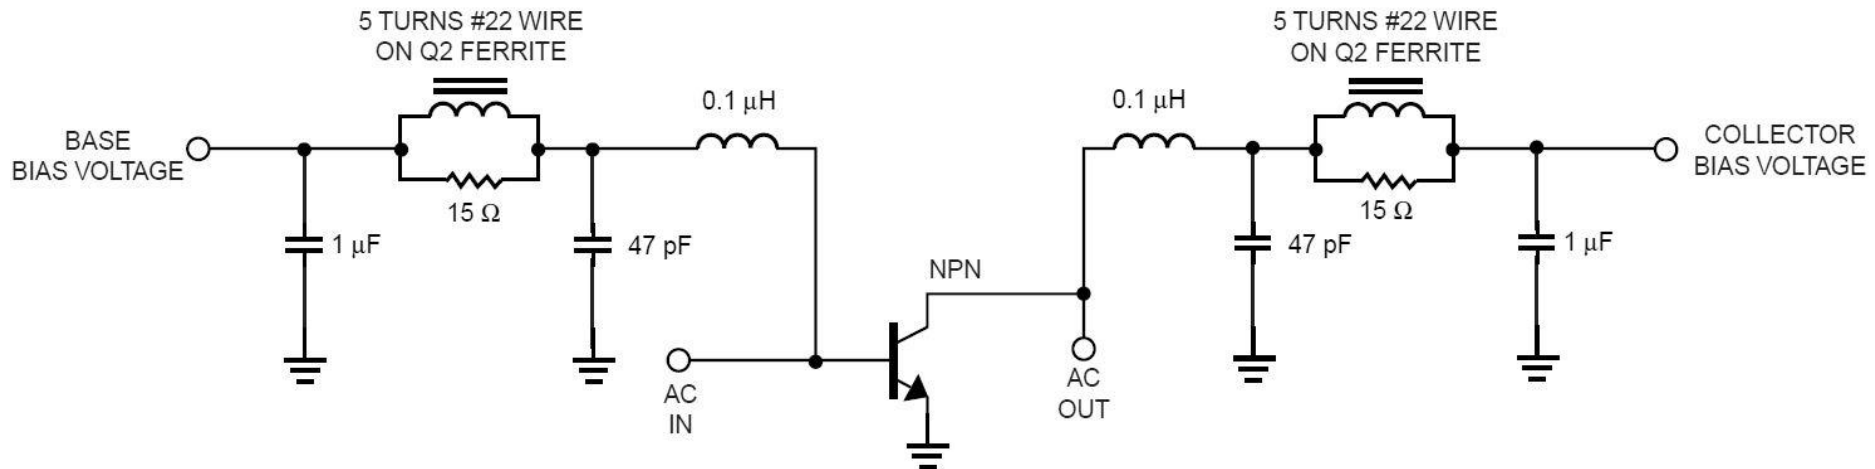 5 TURNS #22 WIRE
ON Q2 FERRITE
5 TURNS #22 WIRE
ON Q2 FERRITE
0.1 μH
0.1 μH
BASE
BIAS VOLTAGE
COLLECTOR
BIAS VOLTAGE
15 Ω
15 Ω
1 μF
47 pF
47 pF
1 μF
NPN
AC
IN
AC
OUT